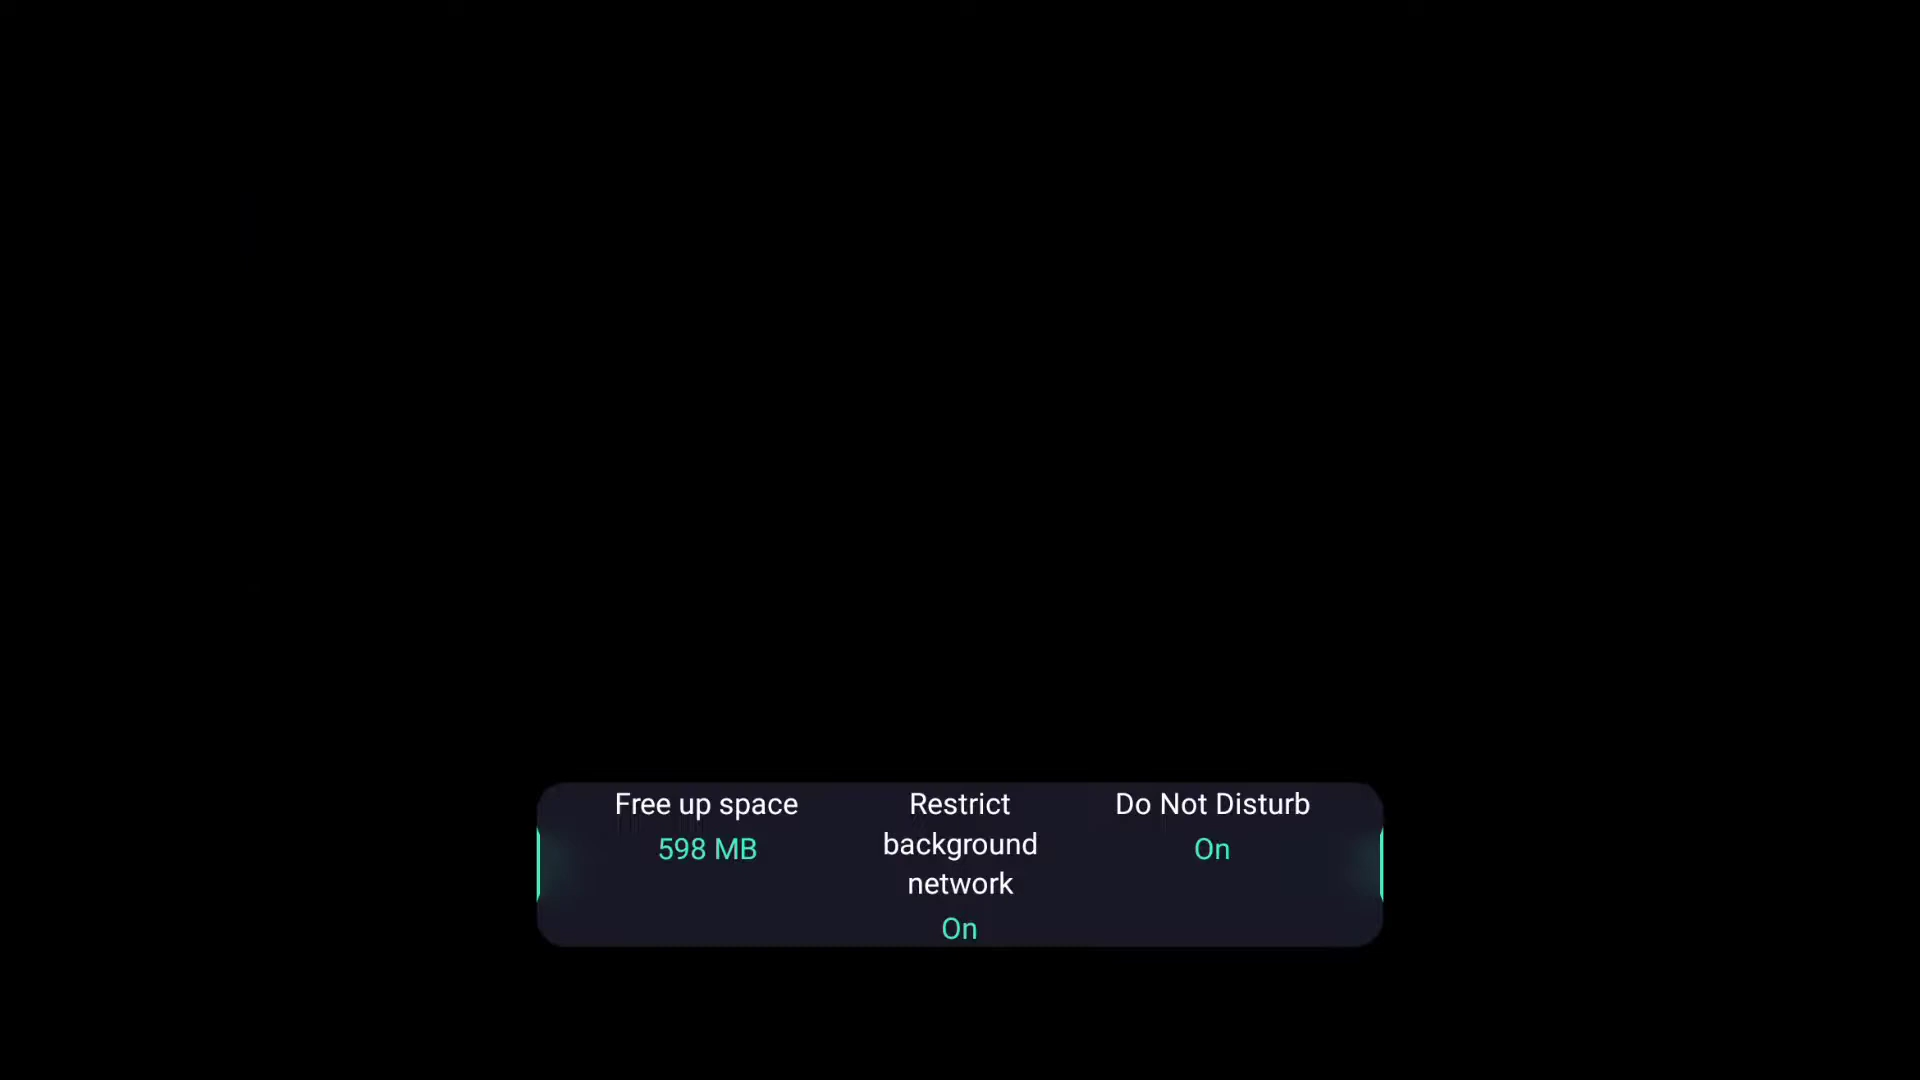 Free up space
598 MB
Restrict
background
network
On
Do Not Disturb
On